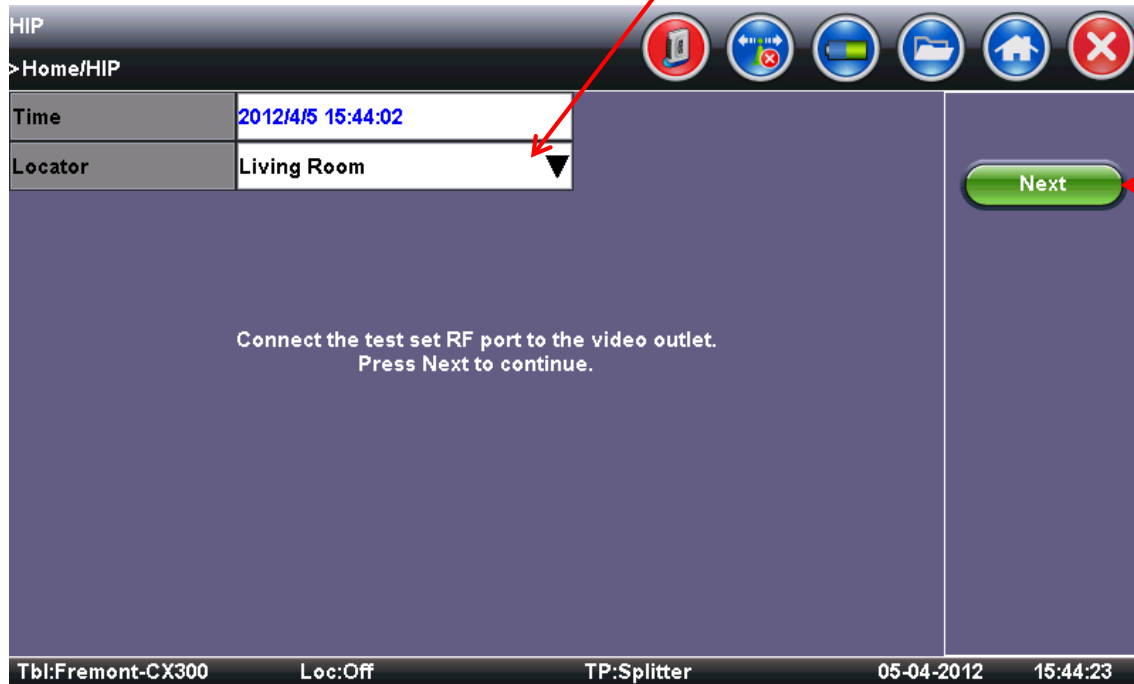 HIP
>Home/HIP
Time 2012/4/5 15:44:02
Locator Living Room
Next
Connect the test set RF port to the video outlet.
Press Next to continue.
Tbl:Fremont-CX300 Loc:Off TP:Splitter 05-04-2012 15:44:23